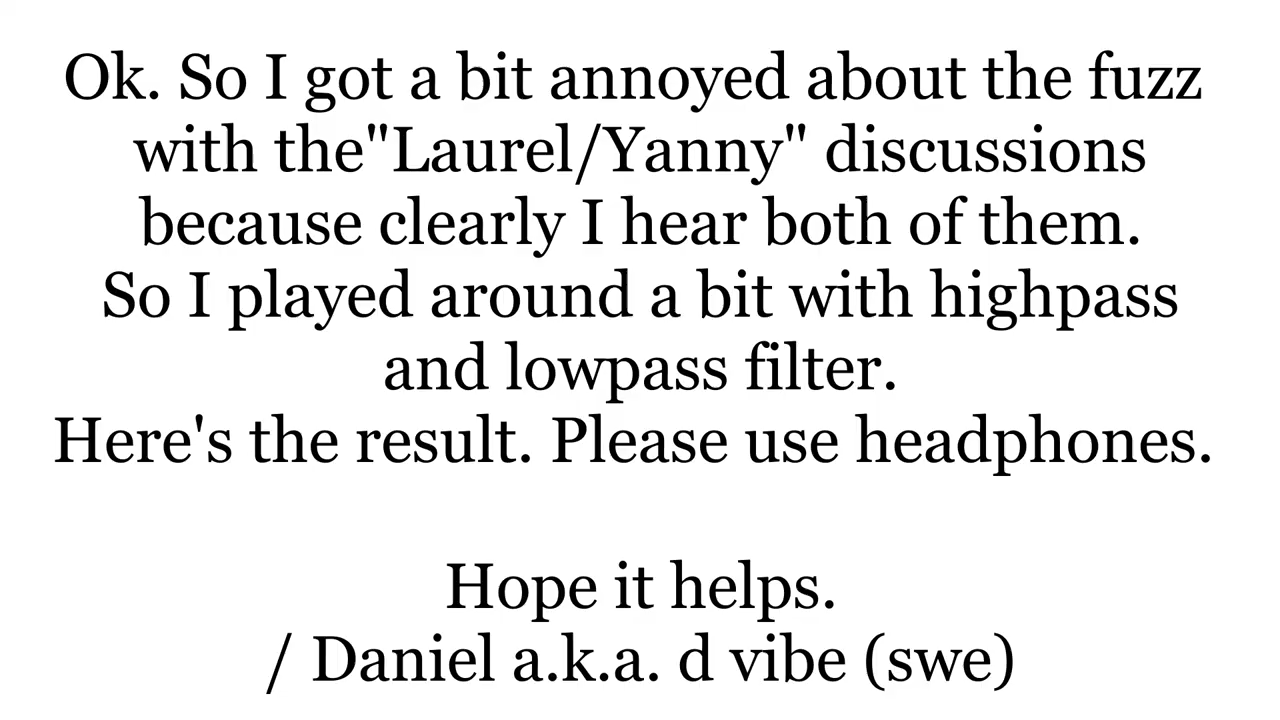 Ok. So I got a bit annoyed about the fuzz
with the"Laurel/Yanny" discussions
because clearly I hear both of them.
So I played around a bit with highpass
and lowpass filter.
Here's the result. Please use headphones.
Hope it helps.
/ Daniel a.k.a. d vibe (swe)